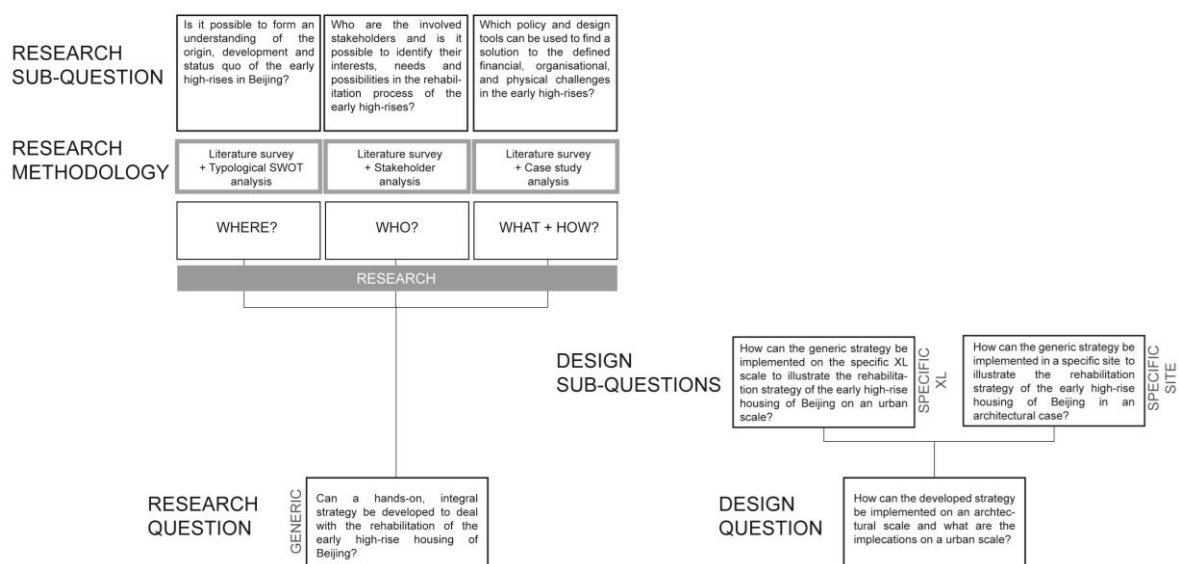 RESEARCH
SUB-QUESTION
Is it possible to form an
understanding of the
origin, development and
status quo of the early
high-rises in Beijing?
Who are the involved
stakeholders and is it
possible to identify their
interests, needs and
possibilities in the rehabil-
itation process of the
early high-rises?
Which policy and design
tools can be used to find a
solution to the defined
financial, organisational,
and physical challenges
in the early high-rises?
RESEARCH
METHODOLOGY
Literature survey
+ Typological SWOT
analysis
Literature survey
+ Stakeholder
analysis
Literature survey
+ Case study
analysis
WHERE?
WHO?
WHAT + HOW?
RESEARCH
DESIGN
SUB-QUESTIONS
How can the generic strategy be
implemented on the specific XL
scale to illustrate the rehabilita-
tion strategy of the early high-rise
housing of Beijing on an urban
scale?
SPECIFIC
XL
How can the generic strategy be
implemented in a specific site to
illustrate the rehabilitation
strategy of the early high-rise
housing of Beijing in an
architectural case?
SPECIFIC
SITE
RESEARCH
QUESTION
GENERIC
Can a hands-on, integral
strategy be developed to deal
with the rehabilitation of the
early high-rise housing of
Beijing?
DESIGN
QUESTION
How can the developed strategy
be implemented on an archtec-
tural scale and what are the
implecations on a urban scale?